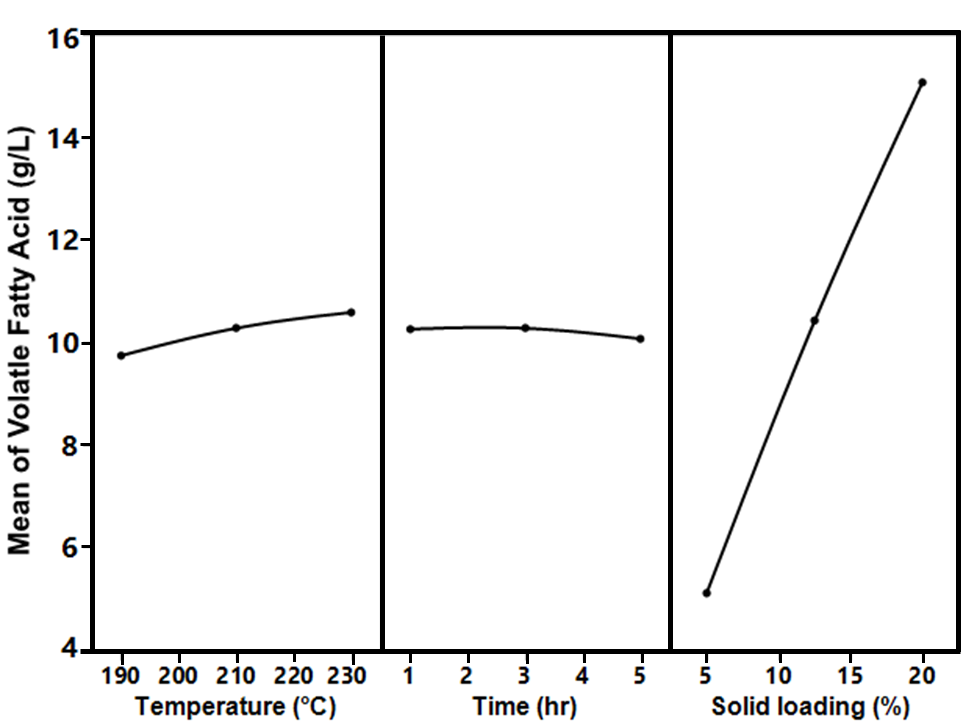 Mean of Volatle Fatty Acid (g/L)
16
14
12
10
8
6
4
190 200 210 220 230 1 2 3 4 5 5 10 15 20
Temperature (°C) Time (hr) Solid loading (%)